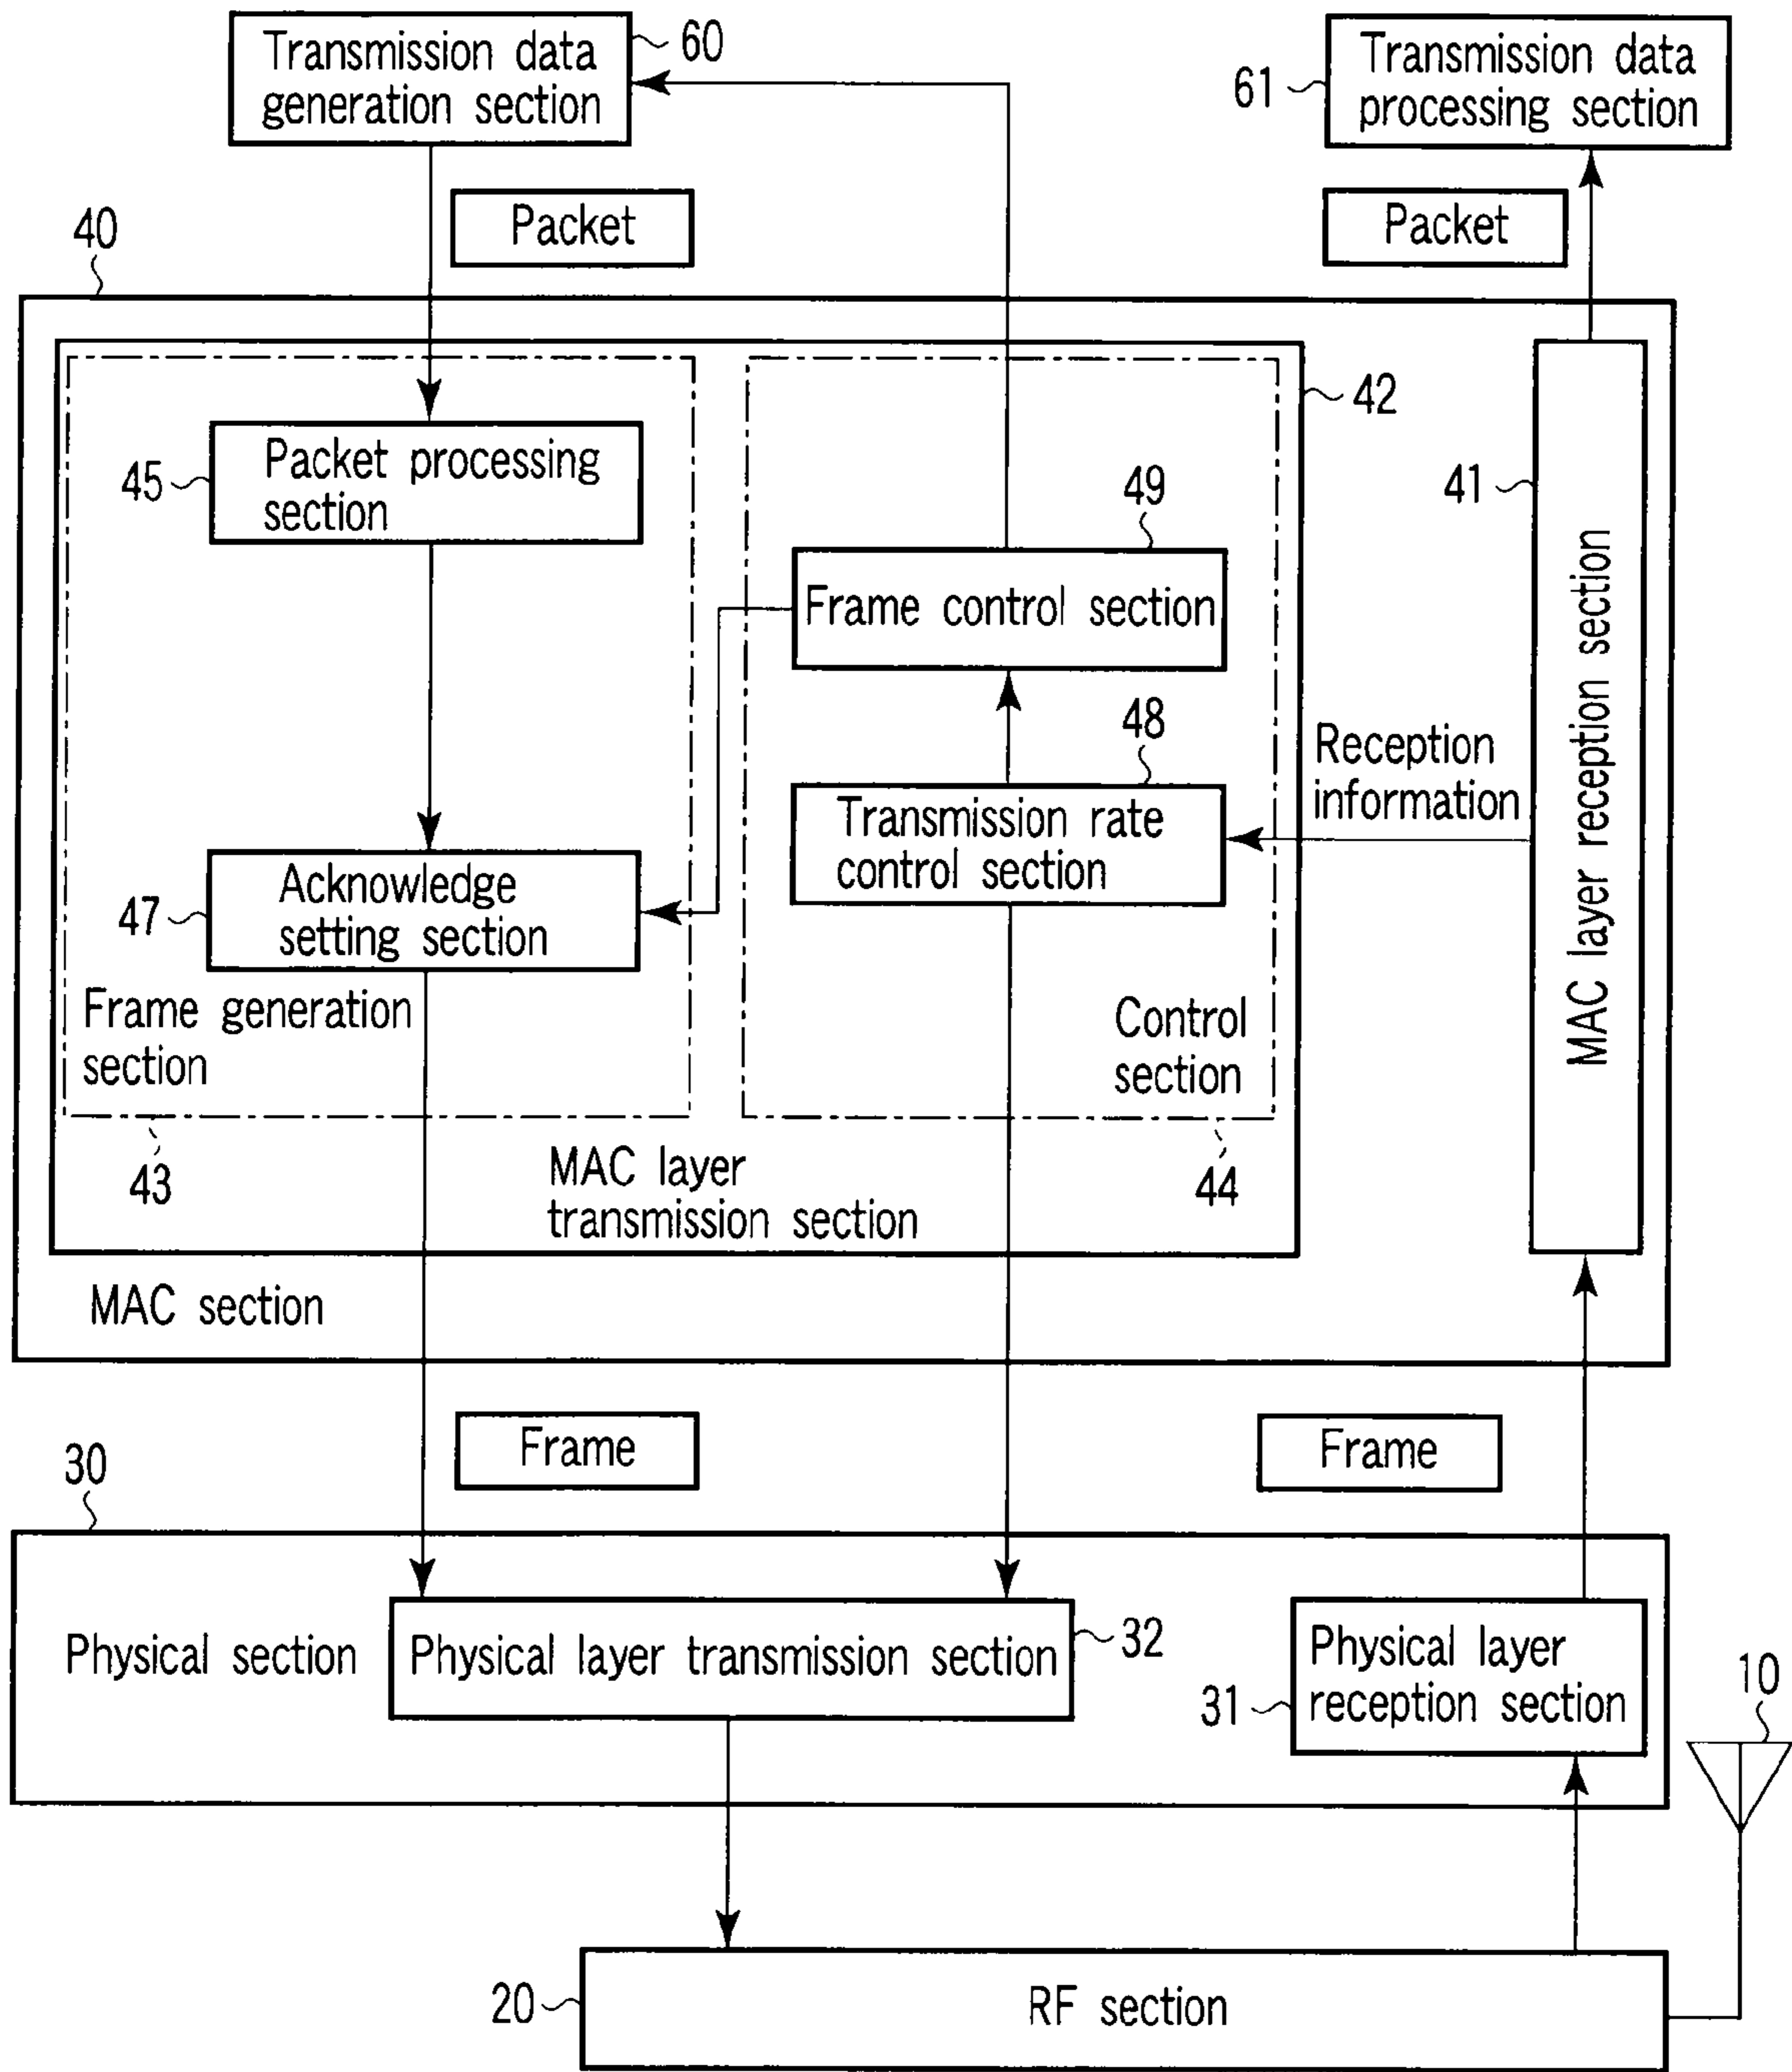 Transmission data
generation section
60
61
Transmission data
processing section
Packet
Packet
40
42
45
Packet processing
section
49
41
Frame control section
48
Reception
information
MAC layer reception section
Transmission rate
control section
47
Acknowledge
setting section
Frame generation
section
Control
section
43
MAC layer
transmission section
44
MAC section
Frame
Frame
30
Physical section
Physical layer transmission section
32
Physical layer
reception section
31
10
20
RF section